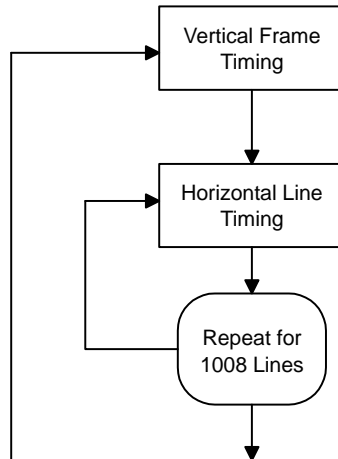 Vertical Frame
Timing
Horizontal Line
Timing
Repeat for
1008 Lines